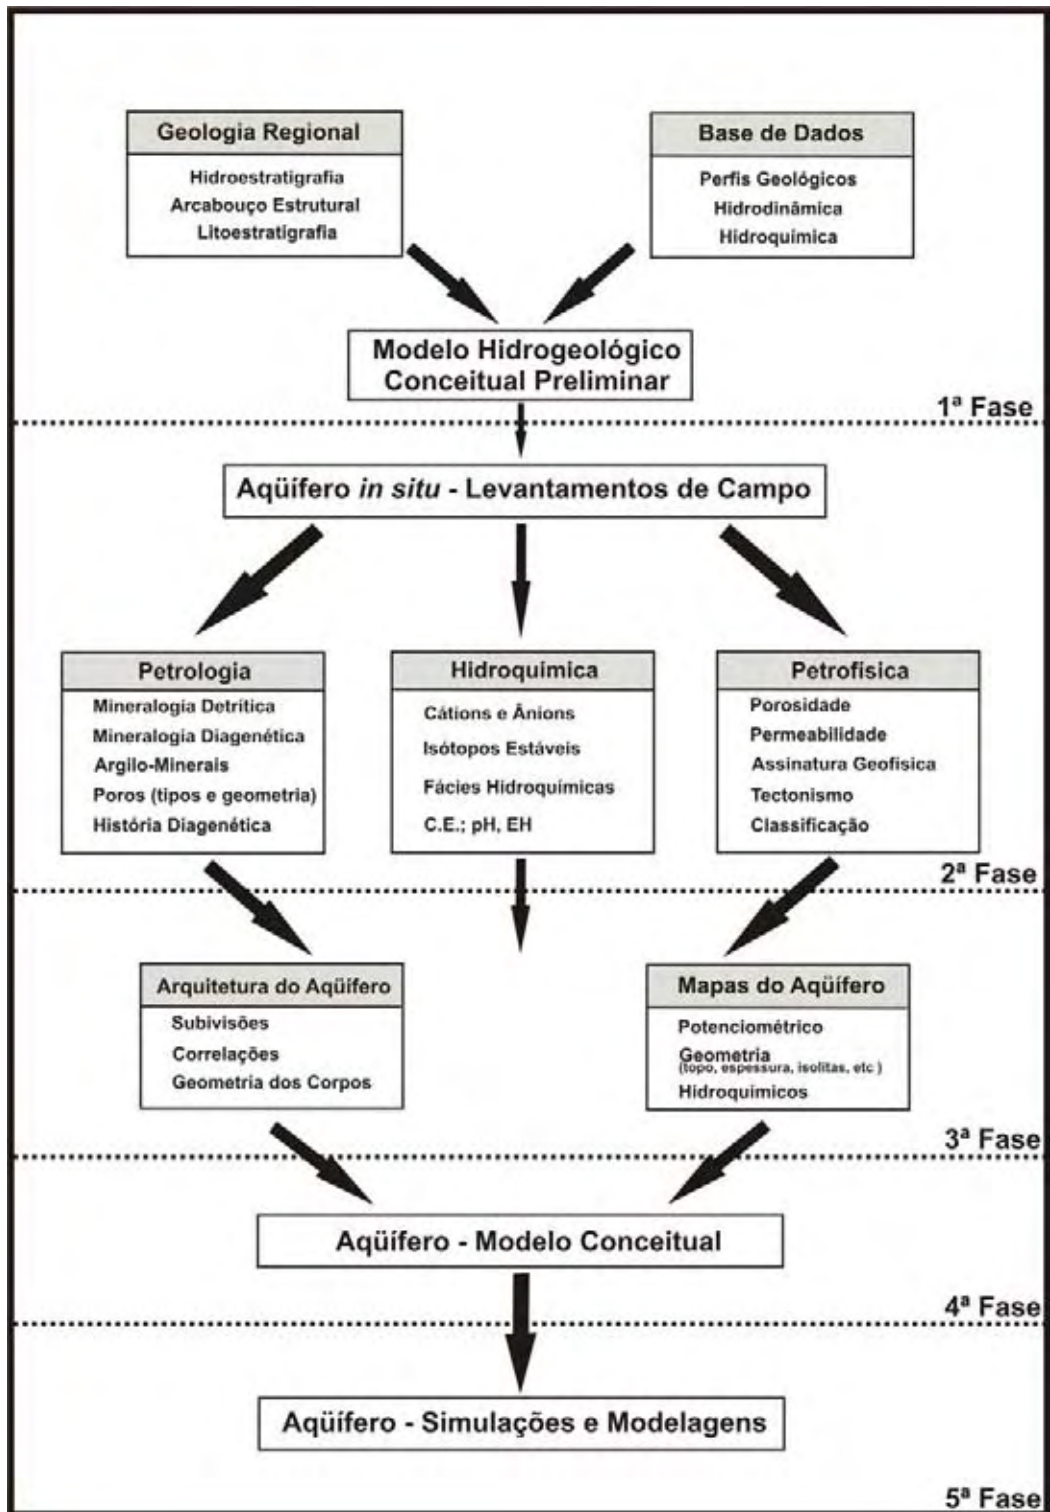 Geologia Regional
Hidroestratigrafia
Arcabouço Estrutural
Litoestratigrafia
Base de Dados
Perfis Geológicos
Hidrodinâmica
Hidroquímica
Modelo Hidrogeológico
Conceitual Preliminar
1ª Fase
Aqüífero in situ - Levantamentos de Campo
Petrologia
Mineralogia Detrítica
Mineralogia Diagenética
Argilo-Minerais
Poros (tipos e geometria)
História Diagenética
Hidroquímica
Cátions e Ânions
Isótopos Estáveis
Fácies Hidroquímicas
C.E.; pH, EH
Petrofísica
Porosidade
Permeabilidade
Assinatura Geofísica
Tectonismo
Classificação
2ª Fase
Arquitetura do Aqüífero
Subivisões
Correlações
Geometria dos Corpos
Mapas do Aqüífero
Potenciométrico
Geometria
(topo, espessura, isolitas, etc )
Hidroquímicos
3ª Fase
Aqüífero - Modelo Conceitual
4ª Fase
Aqüífero - Simulações e Modelagens
5ª Fase